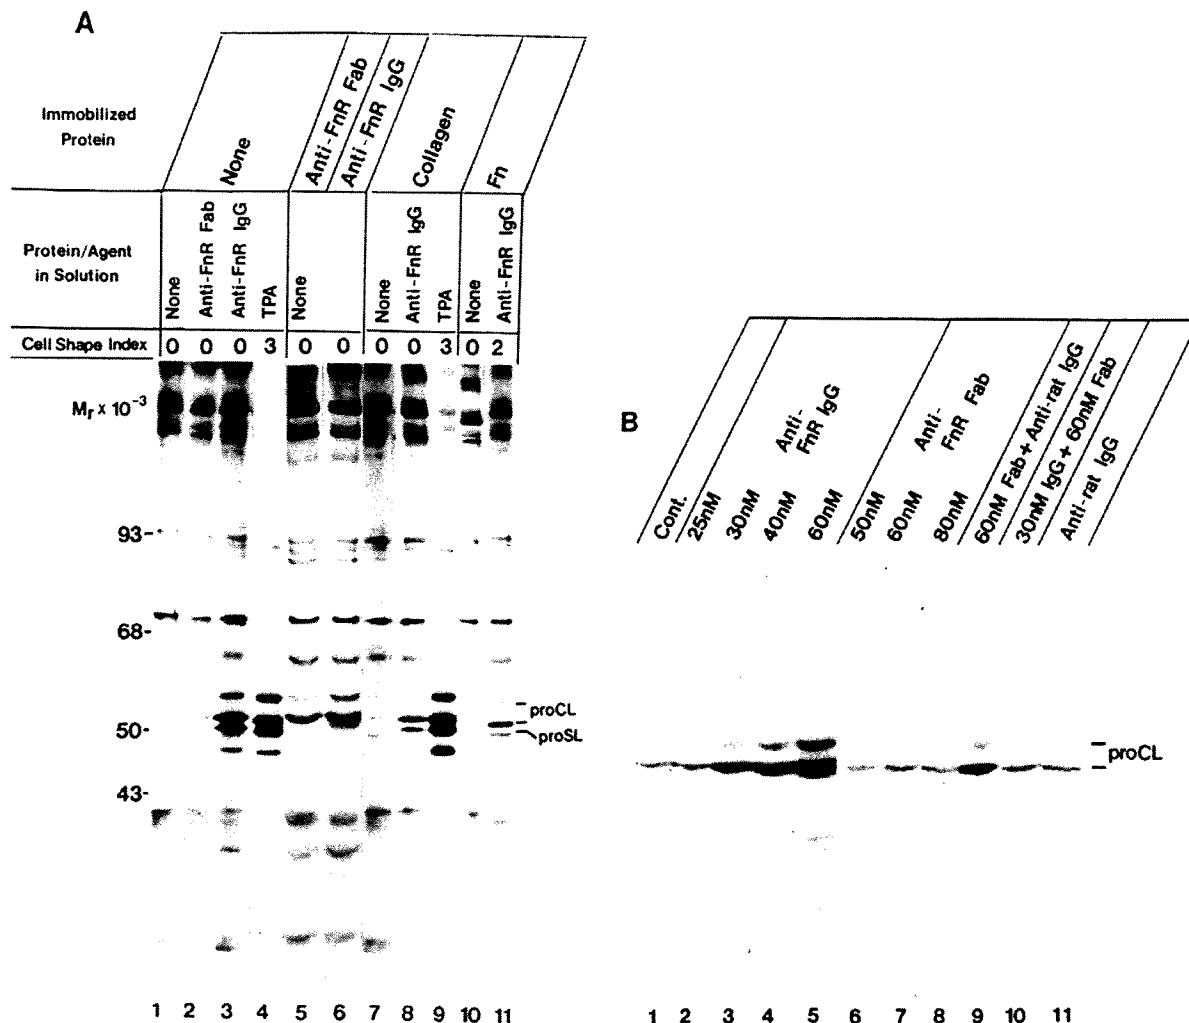 A
Immobilized
Protein
None
Anti-FnR Fab
Anti-FnR IgG
Collagen
Fn
Protein/Agent
in Solution
None
Anti-FnR Fab
Anti-FnR IgG
TPA
None
None
Anti-FnR IgG
TPA
None
Anti-FnR IgG
Cell Shape Index
0 0 0 3 0 0 0 0 3 0 2
Mr x 10-3
93-
68-
50-
43-
proCL
proSL
1 2 3 4 5 6 7 8 9 10 11
B
Cont.
Anti-
FnR IgG
25nM
30nM
40nM
60nM
Anti-
FnR Fab
50nM
60nM
80nM
60nM Fab + Anti-rat IgG
30nM IgG + 60nM Fab
Anti-rat IgG
proCL
1 2 3 4 5 6 7 8 9 10 11